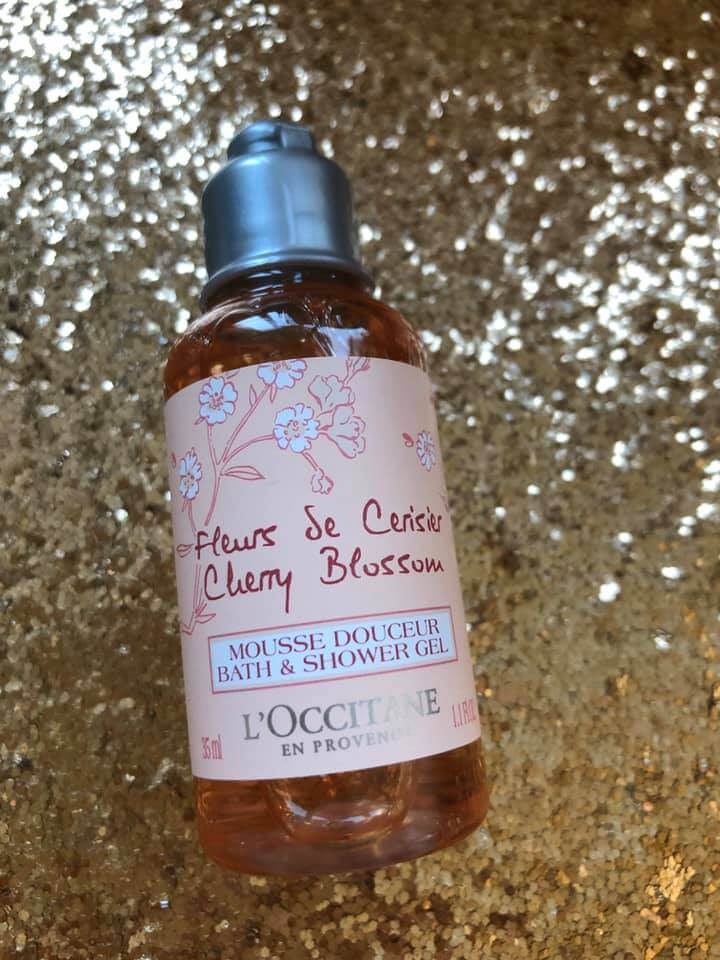 Fleurs de Cerisier
Cherry Blossom
MOUSSE DOUCEUR
BATH & SHOWER GEL
L'OCCITANE
EN PROVENCE
35 ml
1.1 Fl.Oz.